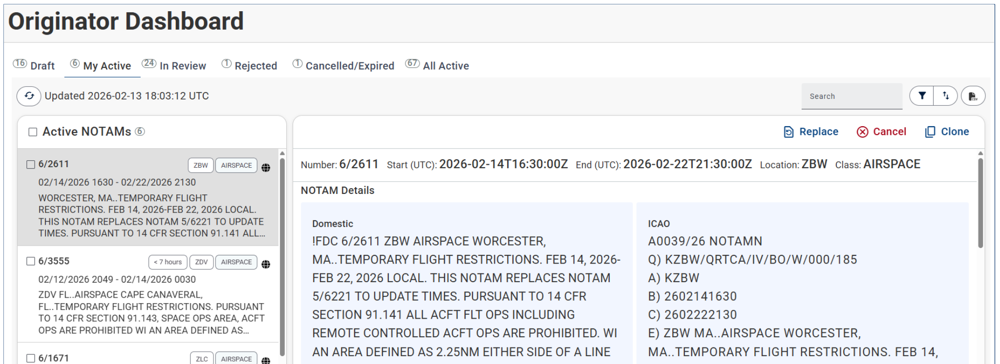 Originator Dashboard
16 Draft
6 My Active
24 In Review
1 Rejected
1 Cancelled/Expired
67 All Active
Updated 2026-02-13 18:03:12 UTC
Search
CSV
Active NOTAMs 6
6/2611 ZBW AIRSPACE
02/14/2026 1630 - 02/22/2026 2130
WORCESTER, MA..TEMPORARY FLIGHT
RESTRICTIONS. FEB 14, 2026-FEB 22, 2026 LOCAL.
THIS NOTAM REPLACES NOTAM 5/6221 TO UPDATE
TIMES. PURSUANT TO 14 CFR SECTION 91.141 ALL...
6/3555 < 7 hours ZDV AIRSPACE
02/12/2026 2049 - 02/14/2026 0030
ZDV FL..AIRSPACE CAPE CANAVERAL,
FL..TEMPORARY FLIGHT RESTRICTIONS. PURSUANT
TO 14 CFR SECTION 91.143, SPACE OPS AREA, ACFT
OPS ARE PROHIBITED WI AN AREA DEFINED AS...
6/1671 ZLC AIRSPACE
Replace
Cancel
Clone
Number: 6/2611 Start (UTC): 2026-02-14T16:30:00Z End (UTC): 2026-02-22T21:30:00Z Location: ZBW Class: AIRSPACE
NOTAM Details
Domestic
!FDC 6/2611 ZBW AIRSPACE WORCESTER,
MA..TEMPORARY FLIGHT RESTRICTIONS. FEB 14, 2026-
FEB 22, 2026 LOCAL. THIS NOTAM REPLACES NOTAM
5/6221 TO UPDATE TIMES. PURSUANT TO 14 CFR
SECTION 91.141 ALL ACFT FLT OPS INCLUDING
REMOTE CONTROLLED ACFT OPS ARE PROHIBITED. WI
AN AREA DEFINED AS 2.25NM EITHER SIDE OF A LINE
ICAO
A0039/26 NOTAMN
Q) KZBW/QRTCA/IV/BO/W/000/185
A) KZBW
B) 2602141630
C) 2602222130
E) ZBW MA..AIRSPACE WORCESTER,
MA..TEMPORARY FLIGHT RESTRICTIONS. FEB 14,